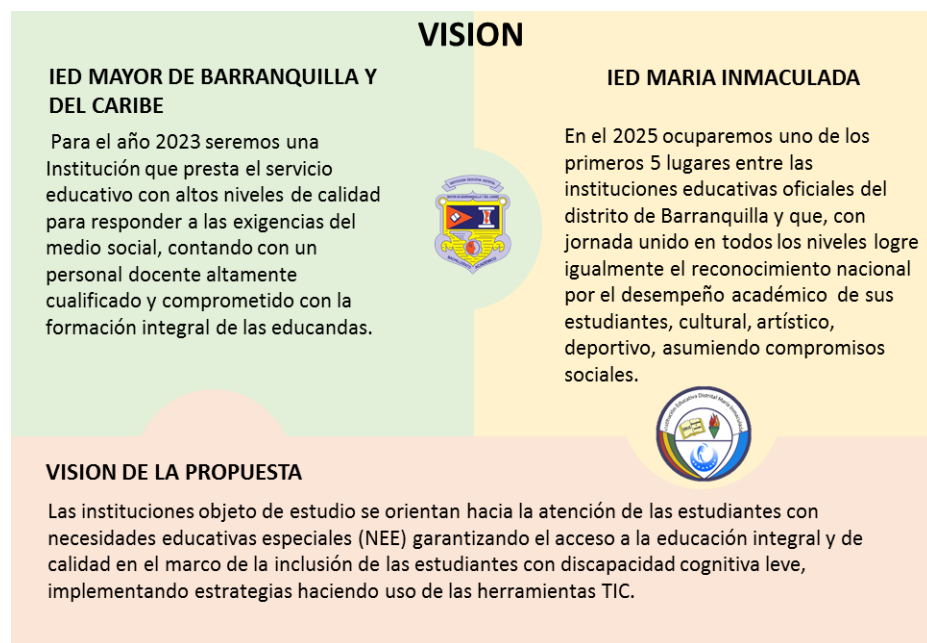 VISION
IED MAYOR DE BARRANQUILLA Y
DEL CARIBE
Para el año 2023 seremos una
Institución que presta el servicio
educativo con altos niveles de calidad
para responder a las exigencias del
medio social, contando con un
personal docente altamente
cualificado y comprometido con la
formación integral de las educandas.
IED MARIA INMACULADA
En el 2025 ocuparemos uno de los
primeros 5 lugares entre las
instituciones educativas oficiales del
distrito de Barranquilla y que, con
jornada unido en todos los niveles logre
igualmente el reconocimiento nacional
por el desempeño académico de sus
estudiantes, cultural, artístico,
deportivo, asumiendo compromisos
sociales.
Institución Educativa Distrital María Inmaculada
VISION DE LA PROPUESTA
Las instituciones objeto de estudio se orientan hacia la atención de las estudiantes con
necesidades educativas especiales (NEE) garantizando el acceso a la educación integral y de
calidad en el marco de la inclusión de las estudiantes con discapacidad cognitiva leve,
implementando estrategias haciendo uso de las herramientas TIC.